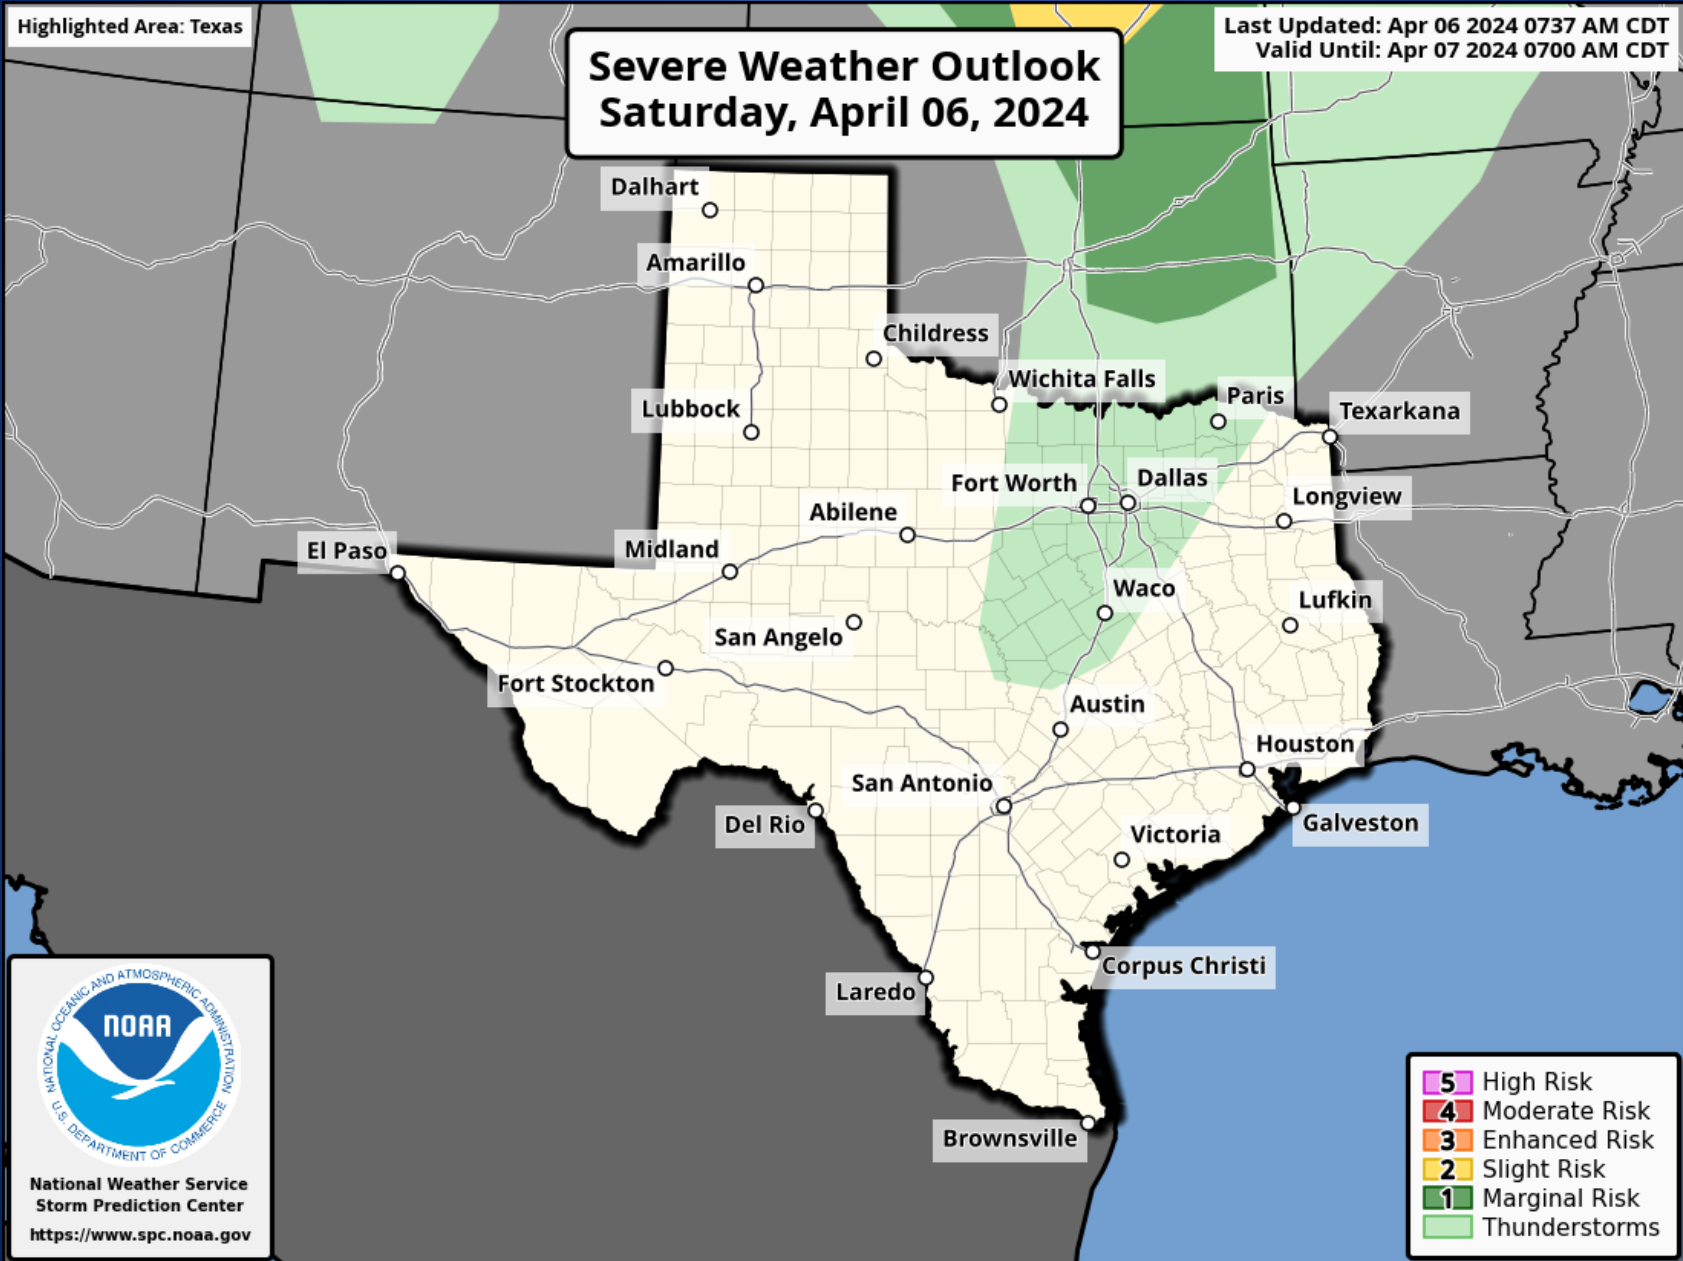 Highlighted Area: Texas
Severe Weather Outlook
Saturday, April 06, 2024
Last Updated: Apr 06 2024 0737 AM CDT
Valid Until: Apr 07 2024 0700 AM CDT
Dalhart
Amarillo
Childress
Wichita Falls
Paris
Lubbock
Texarkana
Fort Worth
Dallas
Longview
Abilene
El Paso
Midland
Waco
Lufkin
San Angelo
Fort Stockton
Austin
Houston
San Antonio
Del Rio
Victoria
Galveston
Corpus Christi
Laredo
Brownsville
NATIONAL OCEANIC AND ATMOSPHERIC ADMINISTRATION
NOAA
U.S. DEPARTMENT OF COMMERCE
National Weather Service
Storm Prediction Center
https://www.spc.noaa.gov
5 High Risk
4 Moderate Risk
3 Enhanced Risk
2 Slight Risk
1 Marginal Risk
Thunderstorms